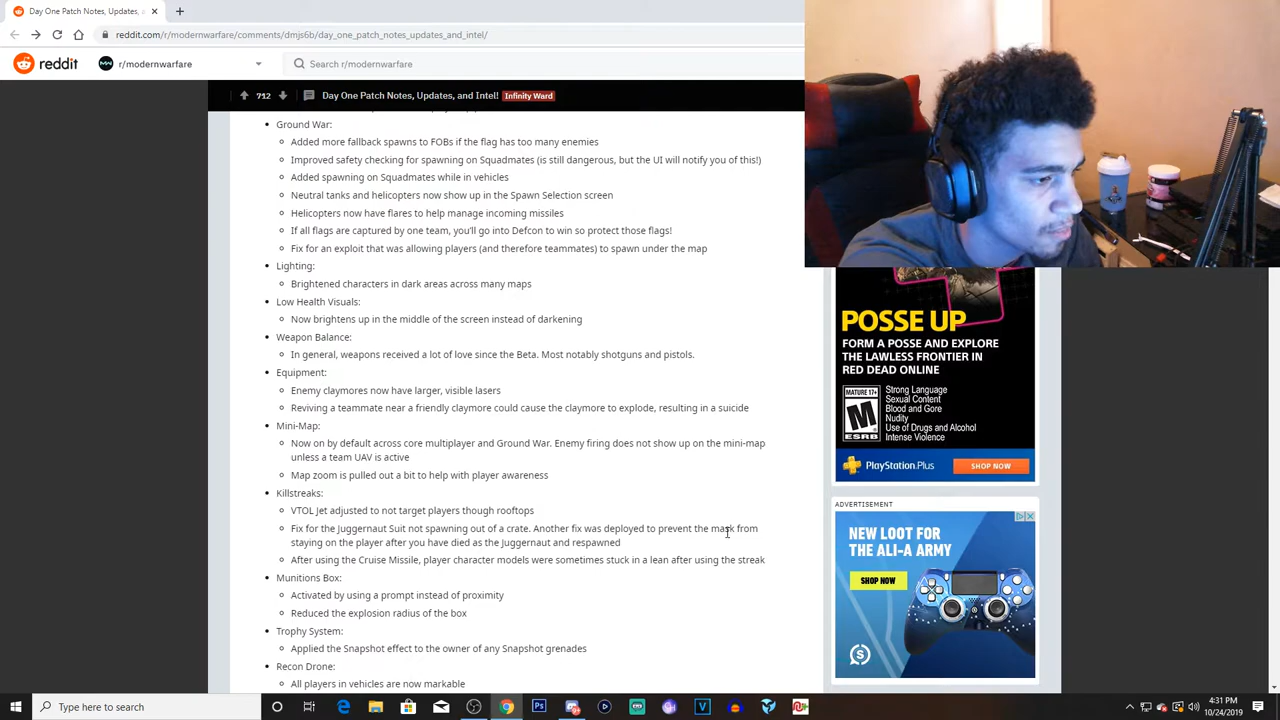 Day One Patch Notes, Updates,
reddit.com/r/modernwarfare/comments/dmjs6b/day_one_patch_notes_updates_and_intel/
reddit
r/modernwarfare
Search r/modernwarfare
712
Day One Patch Notes, Updates, and Intel!
Infinity Ward
Ground War:
Added more fallback spawns to FOBs if the flag has too many enemies
Improved safety checking for spawning on Squadmates (is still dangerous, but the UI will notify you of this!)
Added spawning on Squadmates while in vehicles
Neutral tanks and helicopters now show up in the Spawn Selection screen
Helicopters now have flares to help manage incoming missiles
If all flags are captured by one team, you'll go into Defcon to win so protect those flags!
Fix for an exploit that was allowing players (and therefore teammates) to spawn under the map
Lighting:
Brightened characters in dark areas across many maps
Low Health Visuals:
Now brightens up in the middle of the screen instead of darkening
Weapon Balance:
In general, weapons received a lot of love since the Beta. Most notably shotguns and pistols.
Equipment:
Enemy claymores now have larger, visible lasers
Reviving a teammate near a friendly claymore could cause the claymore to explode, resulting in a suicide
Mini-Map:
Now on by default across core multiplayer and Ground War. Enemy firing does not show up on the mini-map
unless a team UAV is active
Map zoom is pulled out a bit to help with player awareness
Killstreaks:
VTOL Jet adjusted to not target players though rooftops
Fix for the Juggernaut Suit not spawning out of a crate. Another fix was deployed to prevent the mask from
staying on the player after you have died as the Juggernaut and respawned
After using the Cruise Missile, player character models were sometimes stuck in a lean after using the streak
Munitions Box:
Activated by using a prompt instead of proximity
Reduced the explosion radius of the box
Trophy System:
Applied the Snapshot effect to the owner of any Snapshot grenades
Recon Drone:
All players in vehicles are now markable
POSSE UP
FORM A POSSE AND EXPLORE
THE LAWLESS FRONTIER IN
RED DEAD ONLINE
MATURE 17+
M
ESRB
Strong Language
Sexual Content
Blood and Gore
Nudity
Use of Drugs and Alcohol
Intense Violence
PlayStation.Plus
SHOP NOW
ADVERTISEMENT
NEW LOOT FOR
THE ALI-A ARMY
SHOP NOW
Type here to search
4:31 PM
10/24/2019